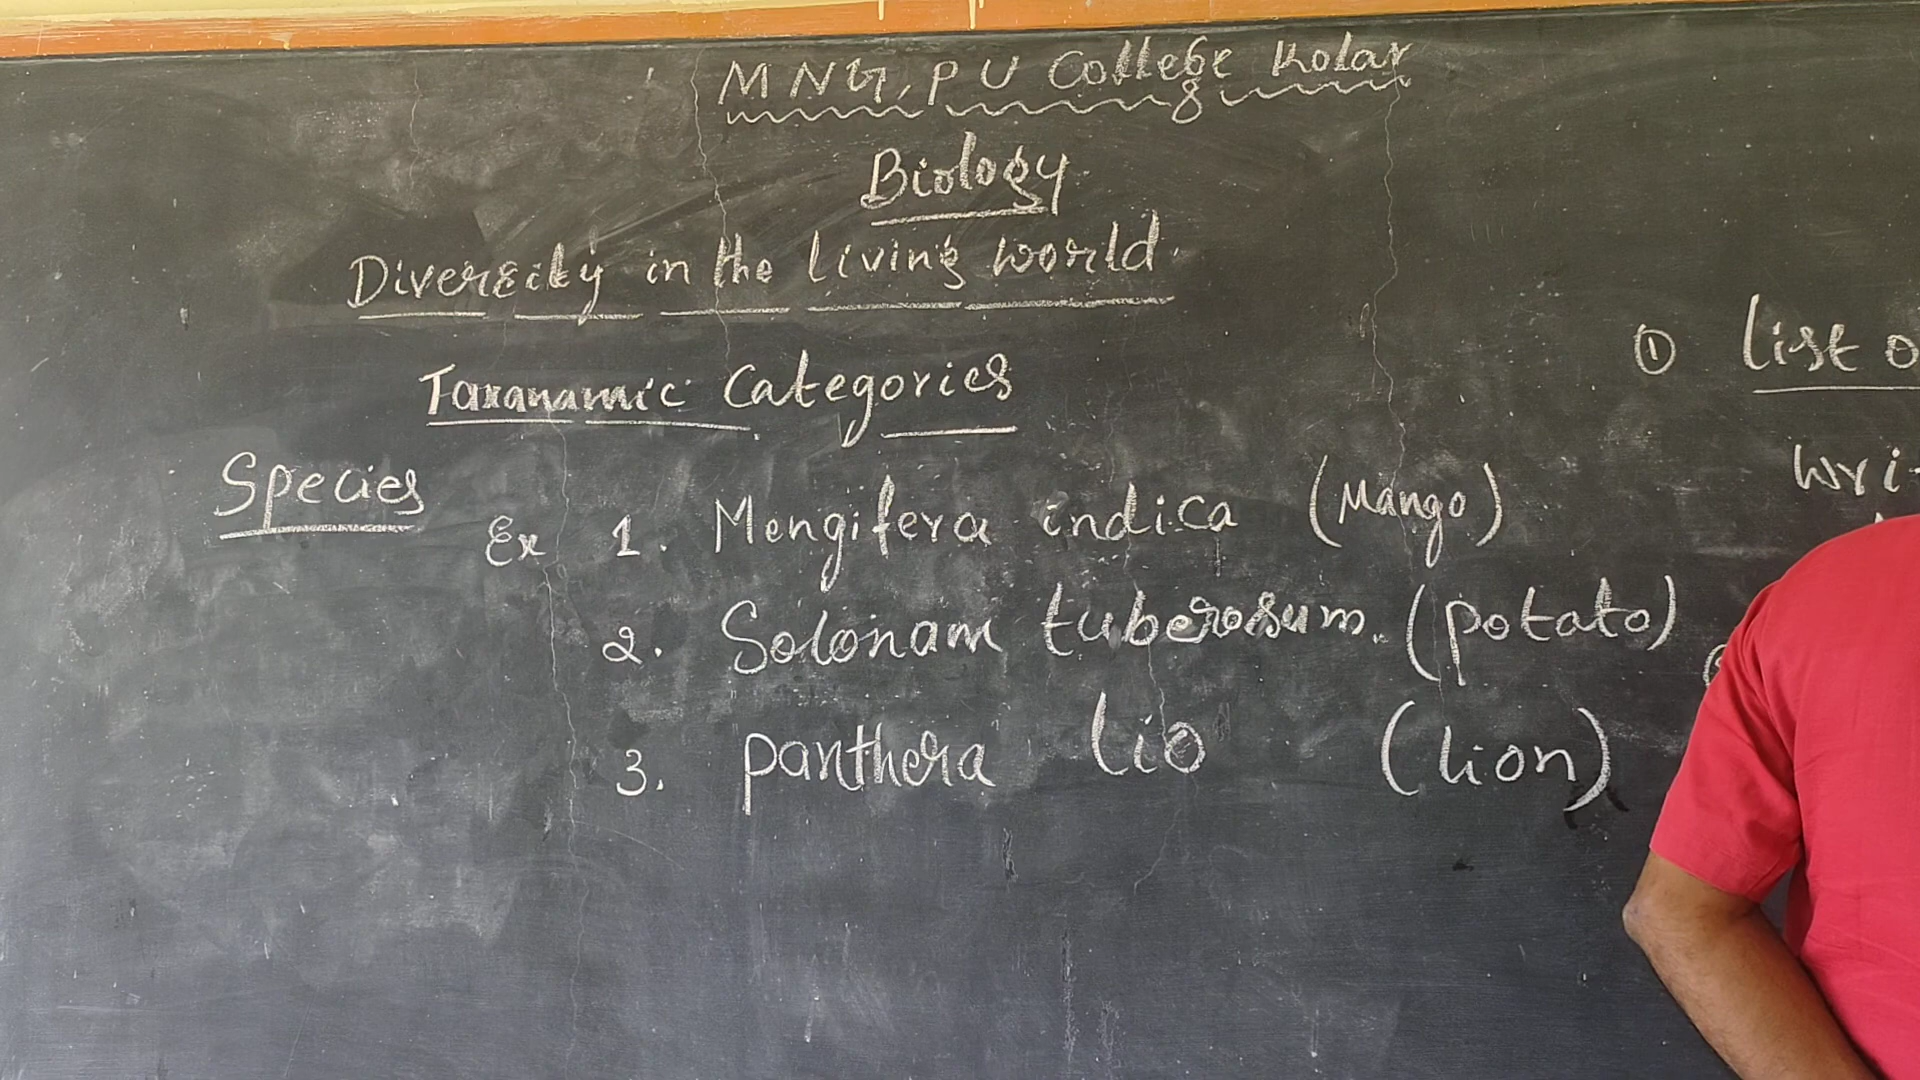 MNG, PU College Kolar
Biology
Diversity in the living world.
Taxanamic Categories
Species
Ex 1. Mengifera indica (Mango)
2. Solonam tuberosum. (potato)
3. panthera lio (lion)
① list